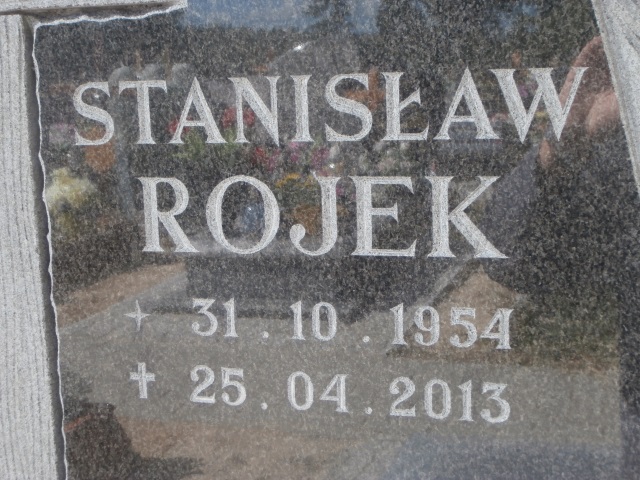 STANISŁAW
ROJEK
31.10.1954
✝ 25.04.2013